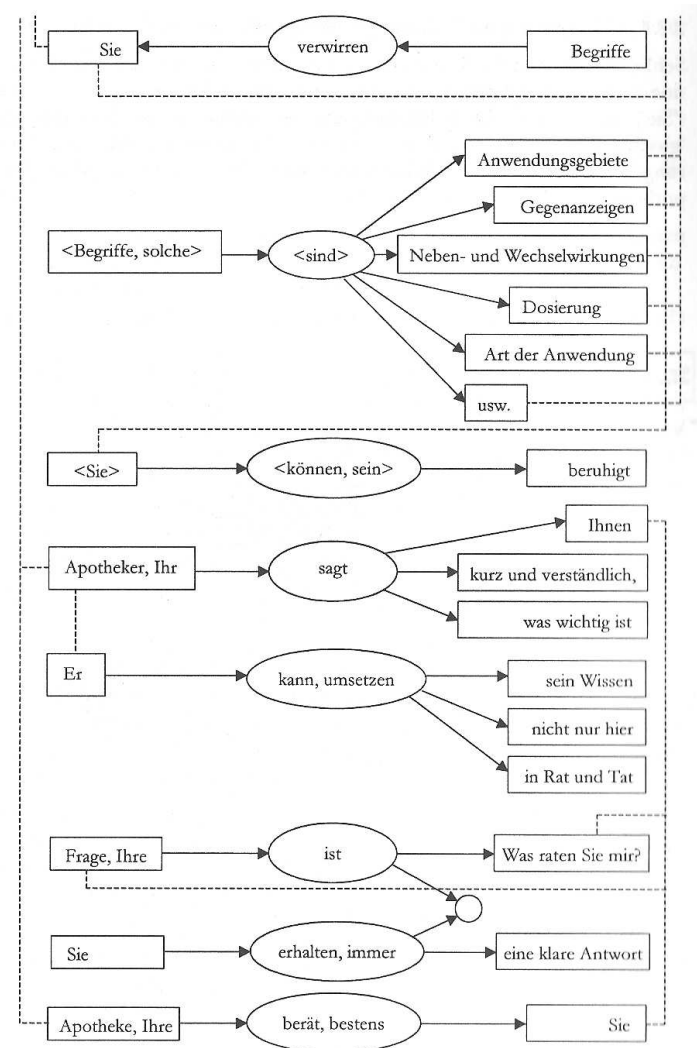 Sie verwirren Begriffe
Anwendungsgebiete
Gegenanzeigen
<Begriffe, solche> <sind> Neben- und Wechselwirkungen
Dosierung
Art der Anwendung
usw.
<Sie> <können, sein> beruhigt
Ihnen
Apotheker, Ihr sagt kurz und verständlich,
was wichtig ist
Er kann, umsetzen sein Wissen
nicht nur hier
in Rat und Tat
Frage, Ihre ist Was raten Sie mir?
Sie erhalten, immer eine klare Antwort
Apotheke, Ihre berät, bestens Sie